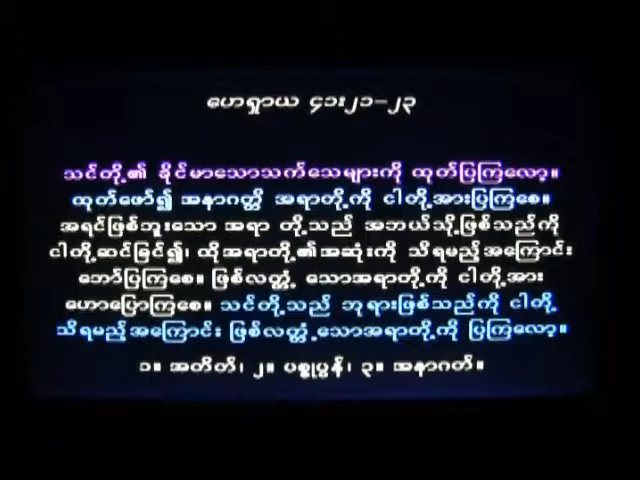 ဟေရှာယ ၄၁း၂၁-၂၃
သင်တို့၏ ခိုင်မာသောသက်သေများကို ထုတ်ပြကြလော့။
ထုတ်ဖော်၍ အနာဂတ္တိ အရာတို့ကို ငါတို့အားပြကြစေ။
အရင်ဖြစ်ဘူးသော အရာ တို့သည် အဘယ်သို့ဖြစ်သည်ကို
ငါတို့ဆင်ခြင်၍၊ ထိုအရာတို့၏အဆုံးကို သိရမည့်အကြောင်း
ဘော်ပြကြစေ။ ဖြစ်လတ္တံ့ သောအရာတို့ကို ငါတို့အား
ဟောပြောကြစေ။ သင်တို့သည် ဘုရားဖြစ်သည်ကို ငါတို့
သိရမည့်အကြောင်း ဖြစ်လတ္တံ့သောအရာတို့ကို ပြကြလော့။
၁။ အတိတ်၊ ၂။ ပစ္စုပ္ပန်၊ ၃။ အနာဂတ်။